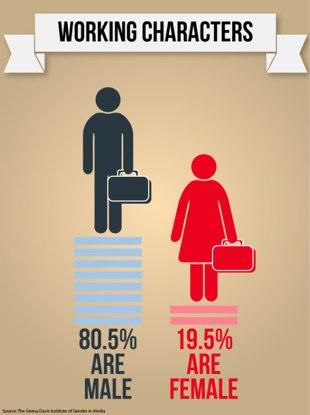 WORKING CHARACTERS
80.5%
ARE
MALE
19.5%
ARE
FEMALE
Source: The Geena Davis Institute of Gender in Media